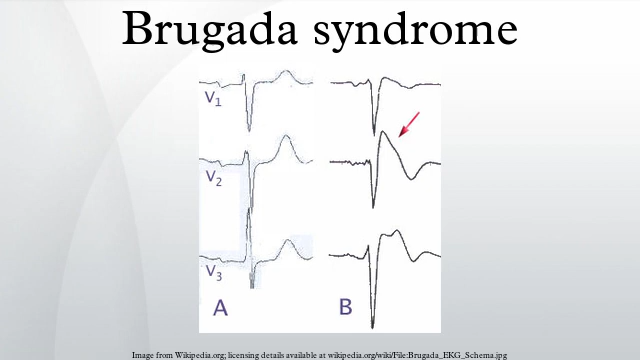 Brugada syndrome
V1
V2
V3
A B
Image from Wikipedia.org; licensing details available at wikipedia.org/wiki/File:Brugada_EKG_Schema.jpg